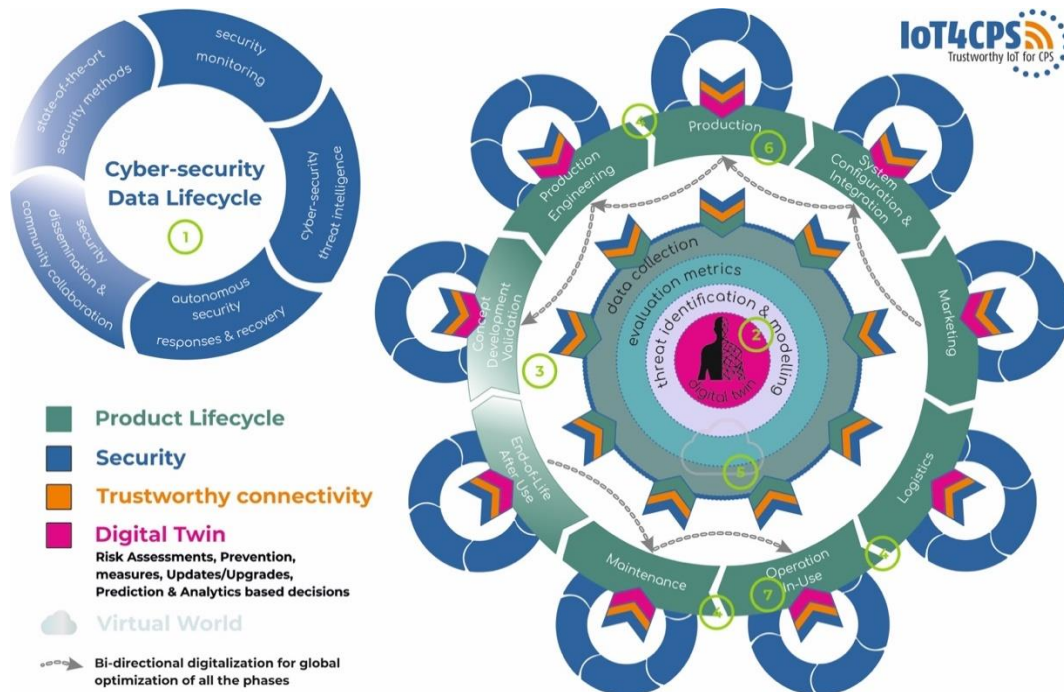 IoT4CPS
Trustworthy IoT for CPS
state-of-the-art
security methods
security
monitoring
cyber-security
threat intelligence
autonomous
security
responses & recovery
security
dissemination &
community collaboration
Cyber-security
Data Lifecycle
1
Product Lifecycle
Security
Trustworthy connectivity
Digital Twin
Risk Assessments, Prevention,
measures, Updates/Upgrades,
Prediction & Analytics based decisions
Virtual World
Bi-directional digitalization for global
optimization of all the phases
Concept
Development
Validation
3
Production
Engineering
4
Production
6
System
Configuration &
Integration
Marketing
Logistics
4
Operation
In-Use
7
4
Maintenance
End-of-Life
After Use
data collection
evaluation metrics
threat identification & modelling
2
digital twin
5